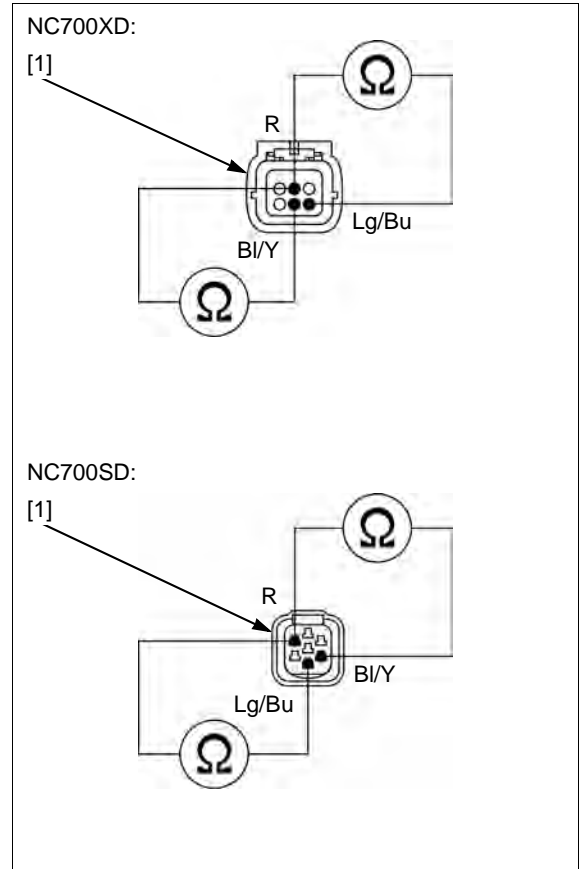 NC700XD:
[1]
Ω
R
Lg/Bu
Bl/Y
Ω
NC700SD:
[1]
Ω
R
Bl/Y
Lg/Bu
Ω